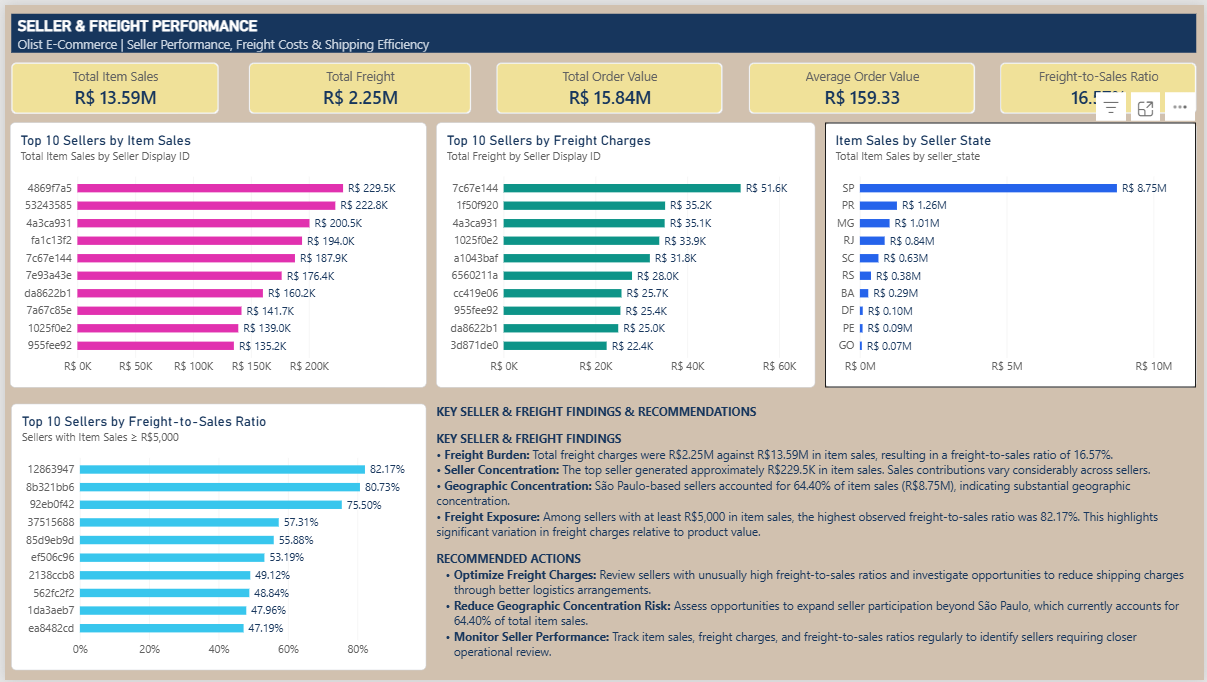 SELLER & FREIGHT PERFORMANCE
Olist E-Commerce | Seller Performance, Freight Costs & Shipping Efficiency
Total Item Sales
R$ 13.59M
Total Freight
R$ 2.25M
Total Order Value
R$ 15.84M
Average Order Value
R$ 159.33
Freight-to-Sales Ratio
Top 10 Sellers by Item Sales
Total Item Sales by Seller Display ID
4869f7a5 R$ 229.5K
53243585 R$ 222.8K
4a3ca931 R$ 200.5K
fa1c13f2 R$ 194.0K
7c67e144 R$ 187.9K
7e93a43e R$ 176.4K
da8622b1 R$ 160.2K
7a67c85e R$ 141.7K
1025f0e2 R$ 139.0K
955fee92 R$ 135.2K
R$ 0K R$ 50K R$ 100K R$ 150K R$ 200K
Top 10 Sellers by Freight Charges
Total Freight by Seller Display ID
7c67e144 R$ 51.6K
1f50f920 R$ 35.2K
4a3ca931 R$ 35.1K
1025f0e2 R$ 33.9K
a1043baf R$ 31.8K
6560211a R$ 28.0K
cc419e06 R$ 25.7K
955fee92 R$ 25.4K
da8622b1 R$ 25.0K
3d871de0 R$ 22.4K
R$ 0K R$ 20K R$ 40K R$ 60K
Item Sales by Seller State
Total Item Sales by seller_state
SP R$ 8.75M
PR R$ 1.26M
MG R$ 1.01M
RJ R$ 0.84M
SC R$ 0.63M
RS R$ 0.38M
BA R$ 0.29M
DF R$ 0.10M
PE R$ 0.09M
GO R$ 0.07M
R$ 0M R$ 5M R$ 10M
Top 10 Sellers by Freight-to-Sales Ratio
Sellers with Item Sales ≥ R$5,000
12863947 82.17%
8b321bb6 80.73%
92eb0f42 75.50%
37515688 57.31%
85d9eb9d 55.88%
ef506c96 53.19%
2138ccb8 49.12%
562fc2f2 48.84%
1da3aeb7 47.96%
ea8482cd 47.19%
0% 20% 40% 60% 80%
KEY SELLER & FREIGHT FINDINGS & RECOMMENDATIONS
KEY SELLER & FREIGHT FINDINGS
• Freight Burden: Total freight charges were R$2.25M against R$13.59M in item sales, resulting in a freight-to-sales ratio of 16.57%.
• Seller Concentration: The top seller generated approximately R$229.5K in item sales. Sales contributions vary considerably across sellers.
• Geographic Concentration: São Paulo-based sellers accounted for 64.40% of item sales (R$8.75M), indicating substantial geographic
concentration.
• Freight Exposure: Among sellers with at least R$5,000 in item sales, the highest observed freight-to-sales ratio was 82.17%. This highlights
significant variation in freight charges relative to product value.
RECOMMENDED ACTIONS
• Optimize Freight Charges: Review sellers with unusually high freight-to-sales ratios and investigate opportunities to reduce shipping charges
through better logistics arrangements.
• Reduce Geographic Concentration Risk: Assess opportunities to expand seller participation beyond São Paulo, which currently accounts for
64.40% of total item sales.
• Monitor Seller Performance: Track item sales, freight charges, and freight-to-sales ratios regularly to identify sellers requiring closer
operational review.